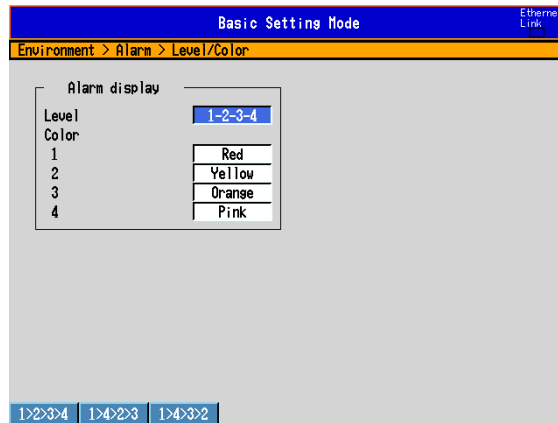 Basic Setting Mode
Etherne
Link
Environment > Alarm > Level/Color
Alarm display
Level 1-2-3-4
Color
1 Red
2 Yellow
3 Orange
4 Pink
1>2>3>4 1>4>2>3 1>4>3>2